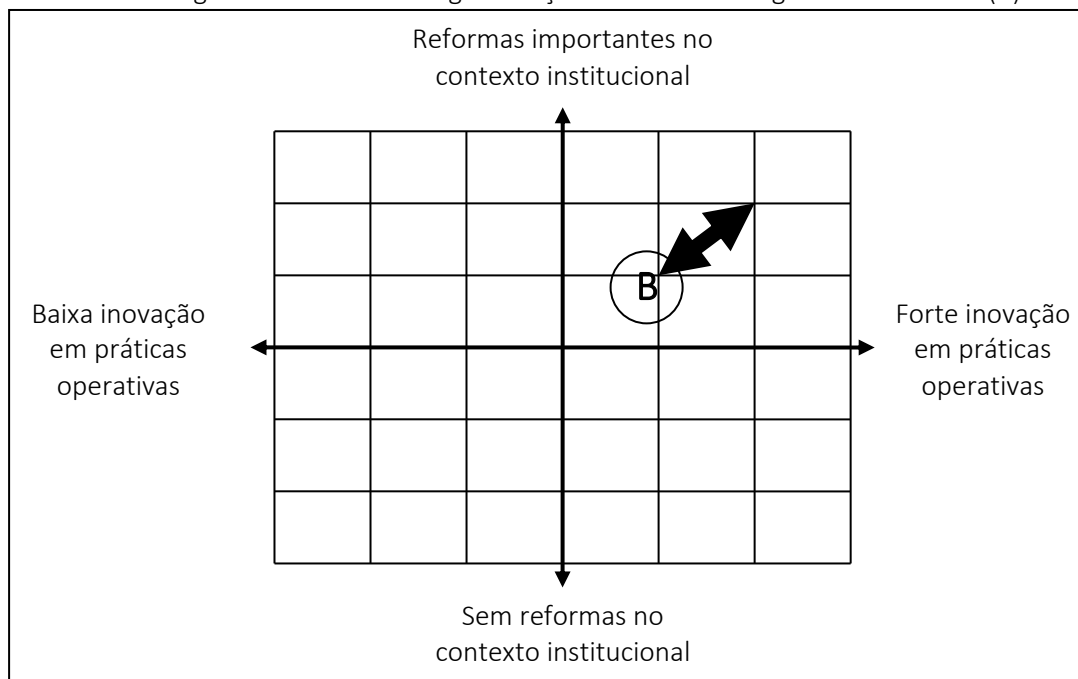 Reformas importantes no
contexto institucional
B
Baixa inovação
em práticas
operativas
Forte inovação
em práticas
operativas
Sem reformas no
contexto institucional